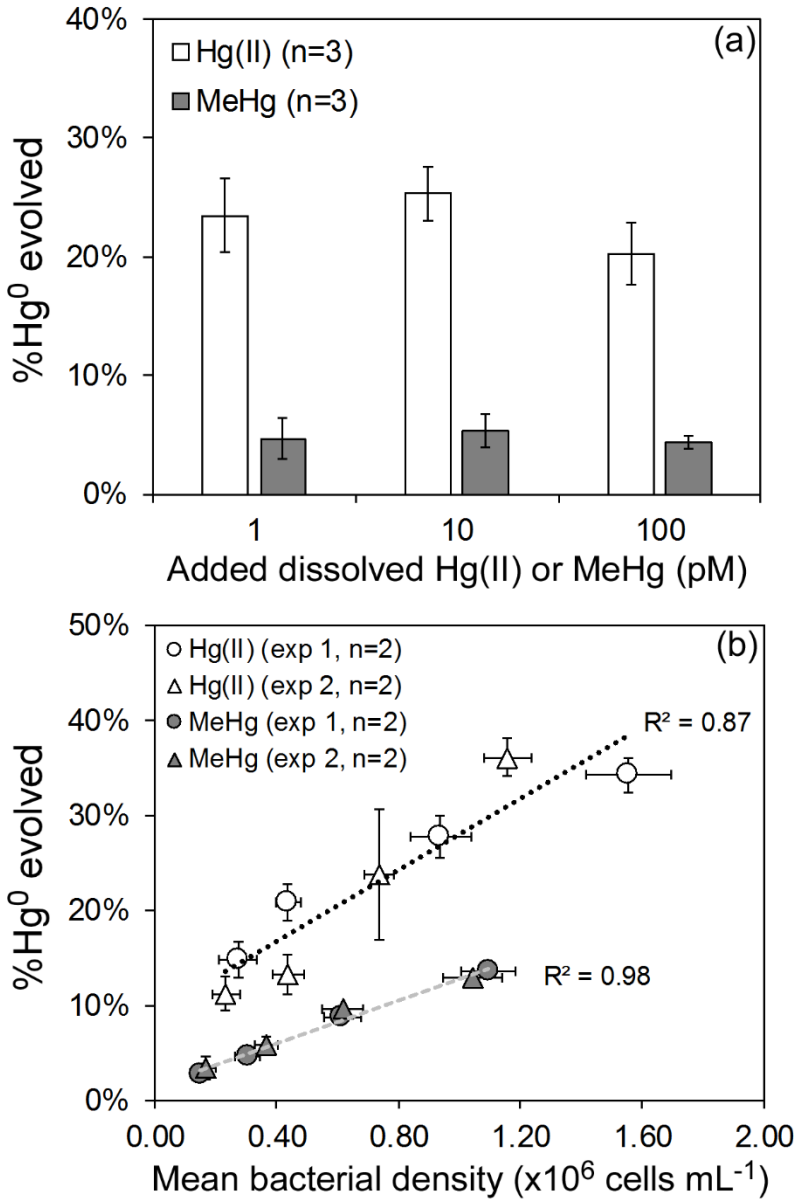 (a)
40%
30%
20%
10%
0%
%Hg⁰ evolved
Hg(II) (n=3)
MeHg (n=3)
1 10 100
Added dissolved Hg(II) or MeHg (pM)
(b)
50%
40%
30%
20%
10%
0%
%Hg⁰ evolved
Hg(II) (exp 1, n=2)
Hg(II) (exp 2, n=2)
MeHg (exp 1, n=2)
MeHg (exp 2, n=2)
R² = 0.87
R² = 0.98
0.00 0.40 0.80 1.20 1.60 2.00
Mean bacterial density (x10⁶ cells mL⁻¹)